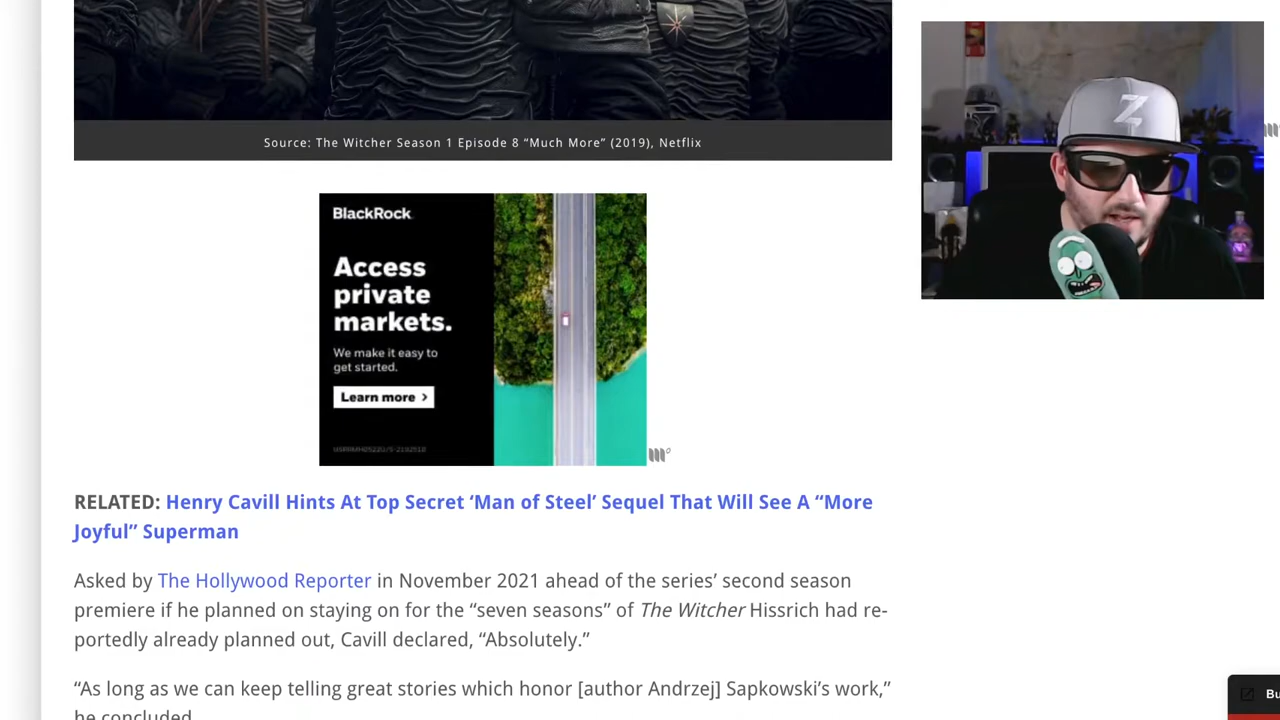 Source: The Witcher Season 1 Episode 8 “Much More” (2019), Netflix
BlackRock
Access
private
markets.
We make it easy to
get started.
Learn more >
RELATED: Henry Cavill Hints At Top Secret ‘Man of Steel’ Sequel That Will See A “More
Joyful” Superman
Asked by The Hollywood Reporter in November 2021 ahead of the series’ second season
premiere if he planned on staying on for the “seven seasons” of The Witcher Hissrich had re-
portedly already planned out, Cavill declared, “Absolutely.”
“As long as we can keep telling great stories which honor [author Andrzej] Sapkowski’s work,”
he concluded.
Z
Bu